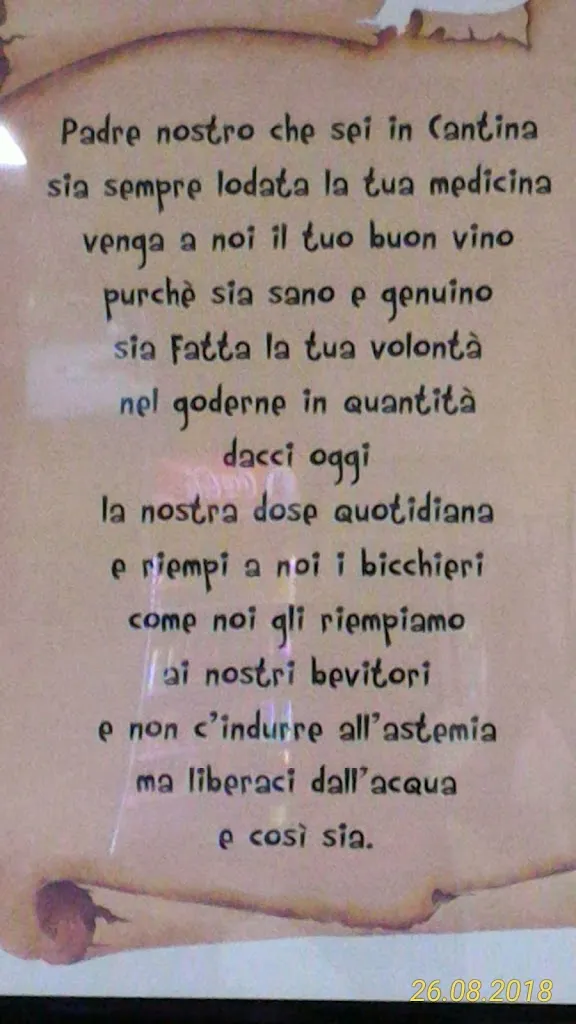 Padre nostro che sei in Cantina
sia sempre lodata la tua medicina
venga a noi il tuo buon vino
purchè sia sano e genuino
sia fatta la tua volontà
nel goderne in quantità
dacci oggi
la nostra dose quotidiana
e riempi a noi i bicchieri
come noi gli riempiamo
ai nostri bevitori
e non c'indurre all'astemia
ma liberaci dall'acqua
e così sia.
26.08.2018